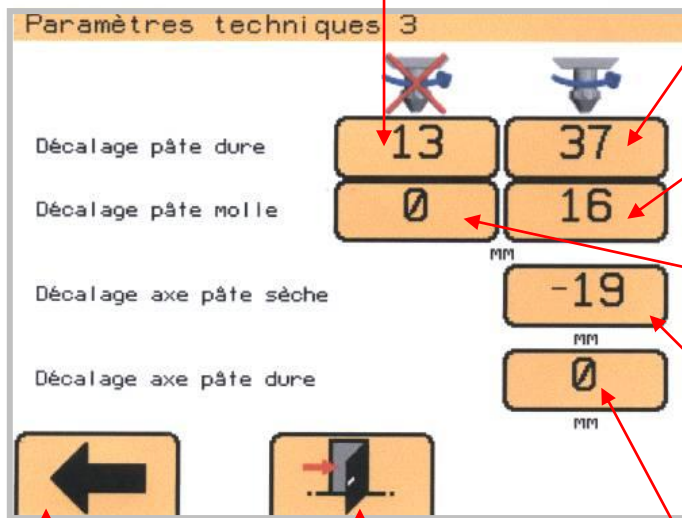 Paramètres techniques 3
Décalage pâte dure 13 37
Décalage pâte molle 0 16
MM
Décalage axe pâte sèche -19
MM
Décalage axe pâte dure 0
MM